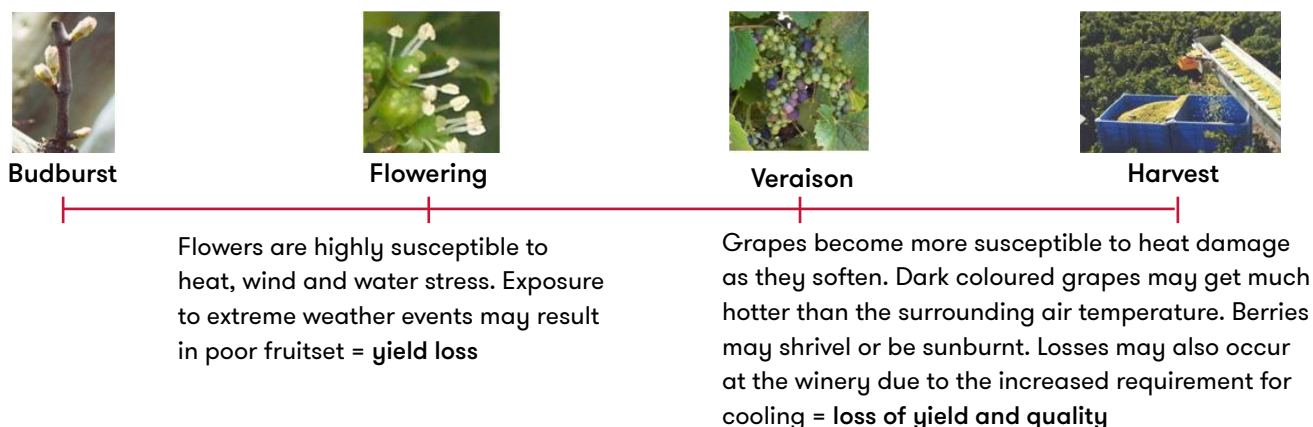 Budburst
Flowering
Veraison
Harvest
Flowers are highly susceptible to
heat, wind and water stress. Exposure
to extreme weather events may result
in poor fruitset = yield loss
Grapes become more susceptible to heat damage
as they soften. Dark coloured grapes may get much
hotter than the surrounding air temperature. Berries
may shrivel or be sunburnt. Losses may also occur
at the winery due to the increased requirement for
cooling = loss of yield and quality